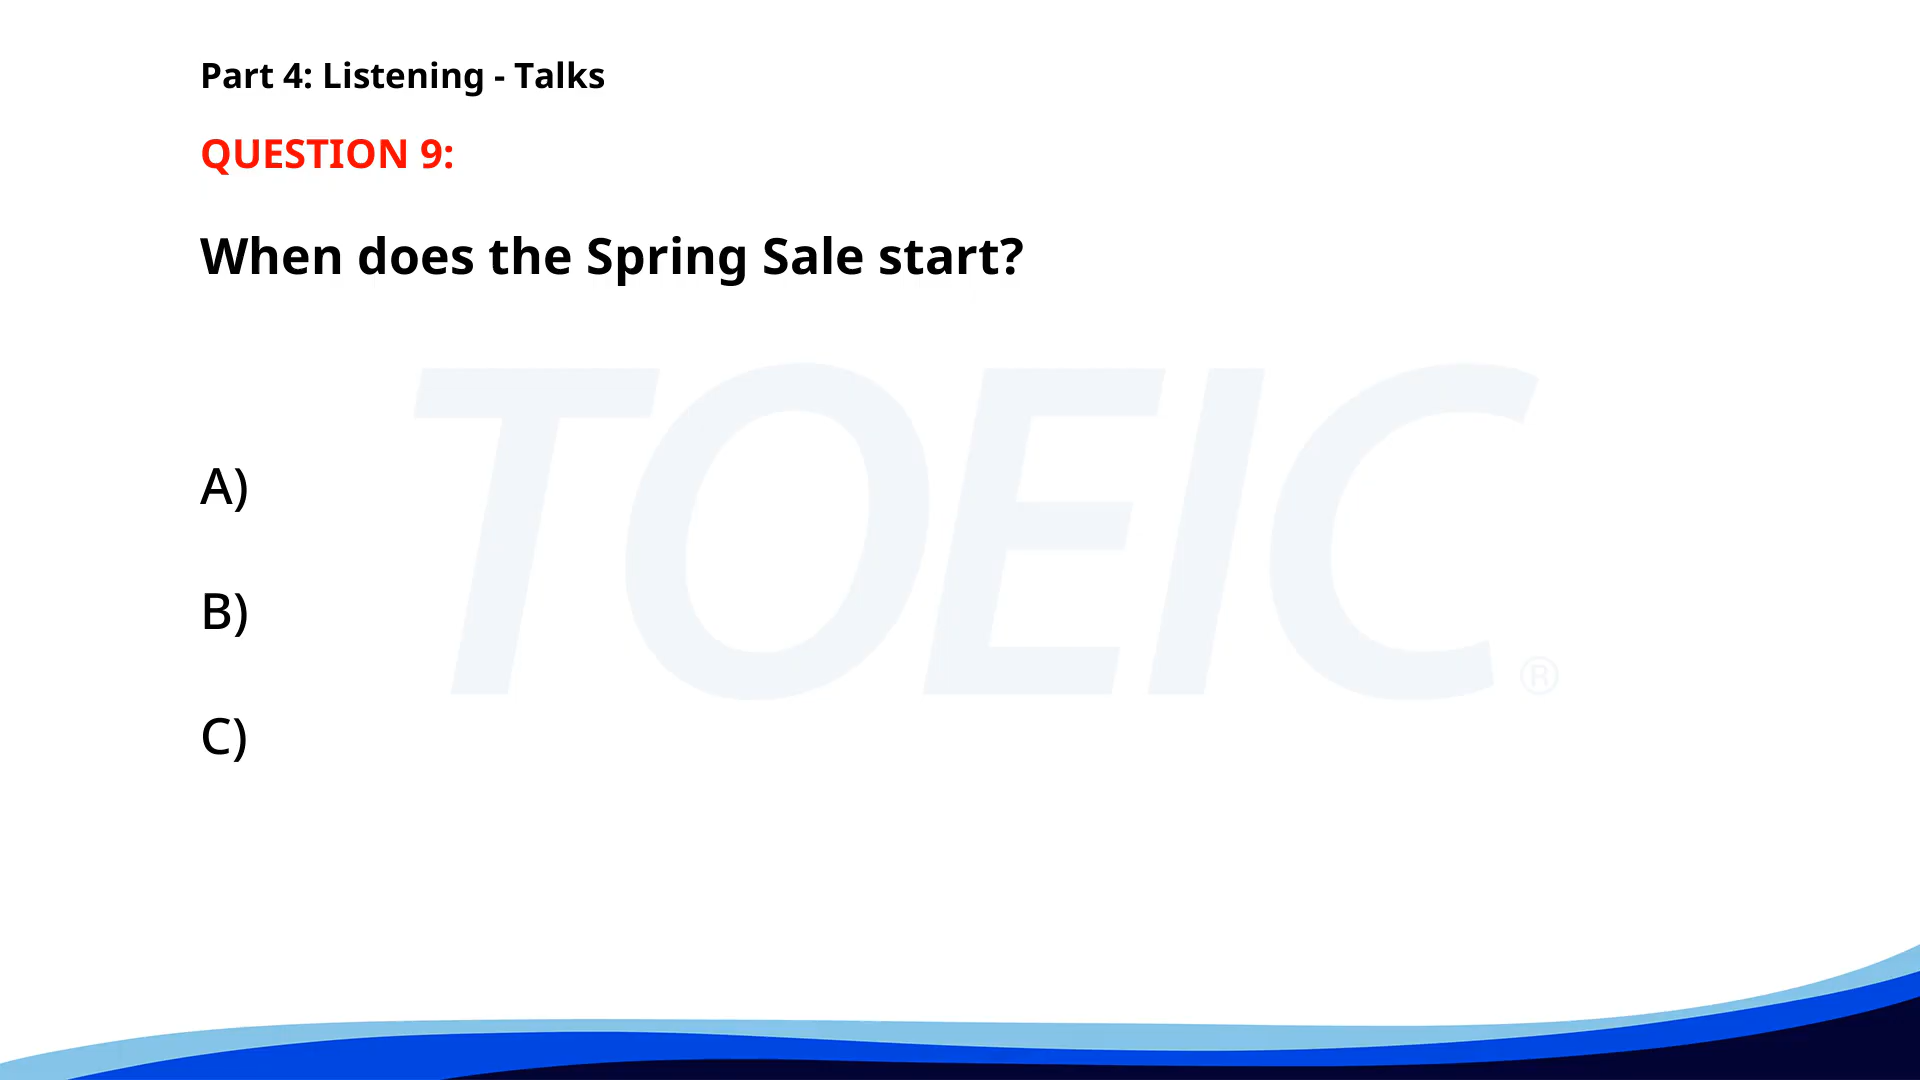 Part 4: Listening - Talks
QUESTION 9:
When does the Spring Sale start?
TOEIC®
A)
B)
C)